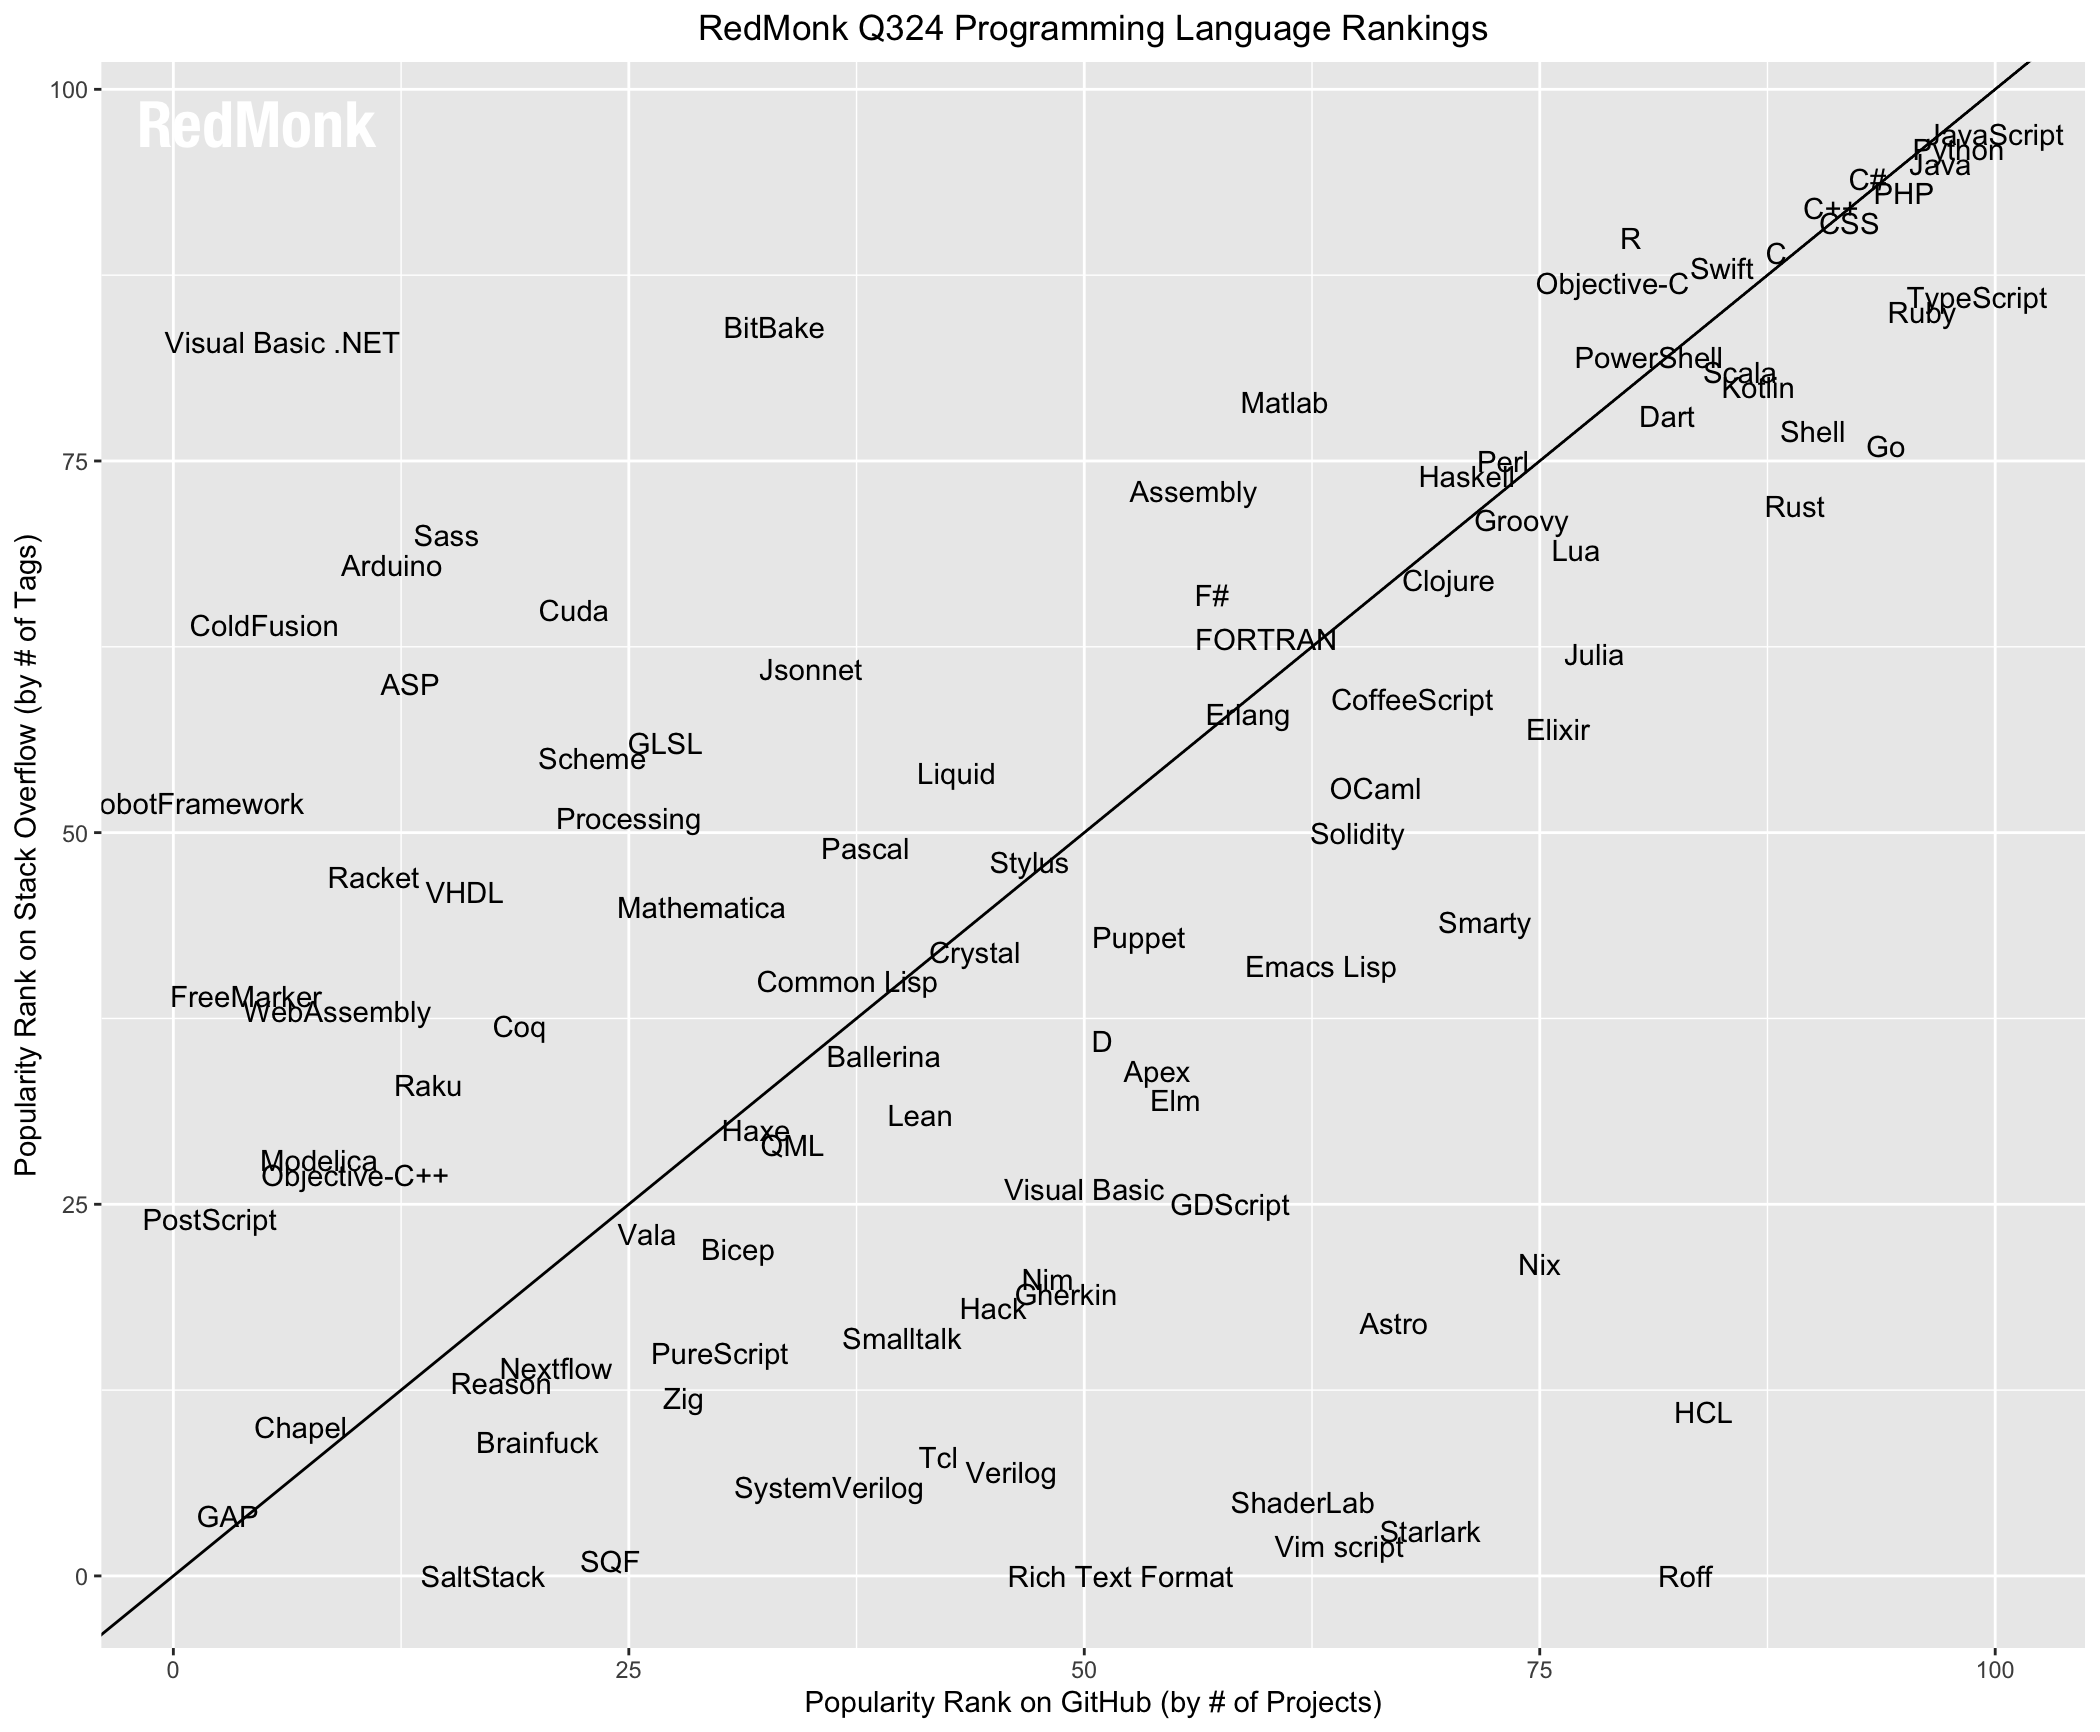 RedMonk Q324 Programming Language Rankings
100
RedMonk
JavaScript
Python
Java
C#
PHP
C++
CSS
R
C
Swift
Objective-C
TypeScript
Ruby
BitBake
Visual Basic .NET
PowerShell
Scala
Kotlin
Matlab
Dart
Shell
Go
75
Perl
Haskell
Assembly
Rust
Groovy
Sass
Lua
Arduino
Clojure
F#
Cuda
ColdFusion
FORTRAN
Julia
Jsonnet
ASP
CoffeeScript
Erlang
Elixir
GLSL
Scheme
Liquid
OCaml
obotFramework
Processing
50
Solidity
Pascal
Stylus
Racket
VHDL
Mathematica
Smarty
Puppet
Crystal
Emacs Lisp
Common Lisp
FreeMarker
WebAssembly
Coq
D
Ballerina
Apex
Raku
Elm
Lean
Haxe
QML
Modelica
Objective-C++
Visual Basic
25
GDScript
PostScript
Vala
Bicep
Nix
Nim
Gherkin
Hack
Astro
Smalltalk
PureScript
Nextflow
Reason
Zig
HCL
Chapel
Brainfuck
Tcl
Verilog
SystemVerilog
ShaderLab
GAP
Starlark
Vim script
SQF
0
SaltStack
Rich Text Format
Roff
0
25
50
75
100
Popularity Rank on GitHub (by # of Projects)
Popularity Rank on Stack Overflow (by # of Tags)